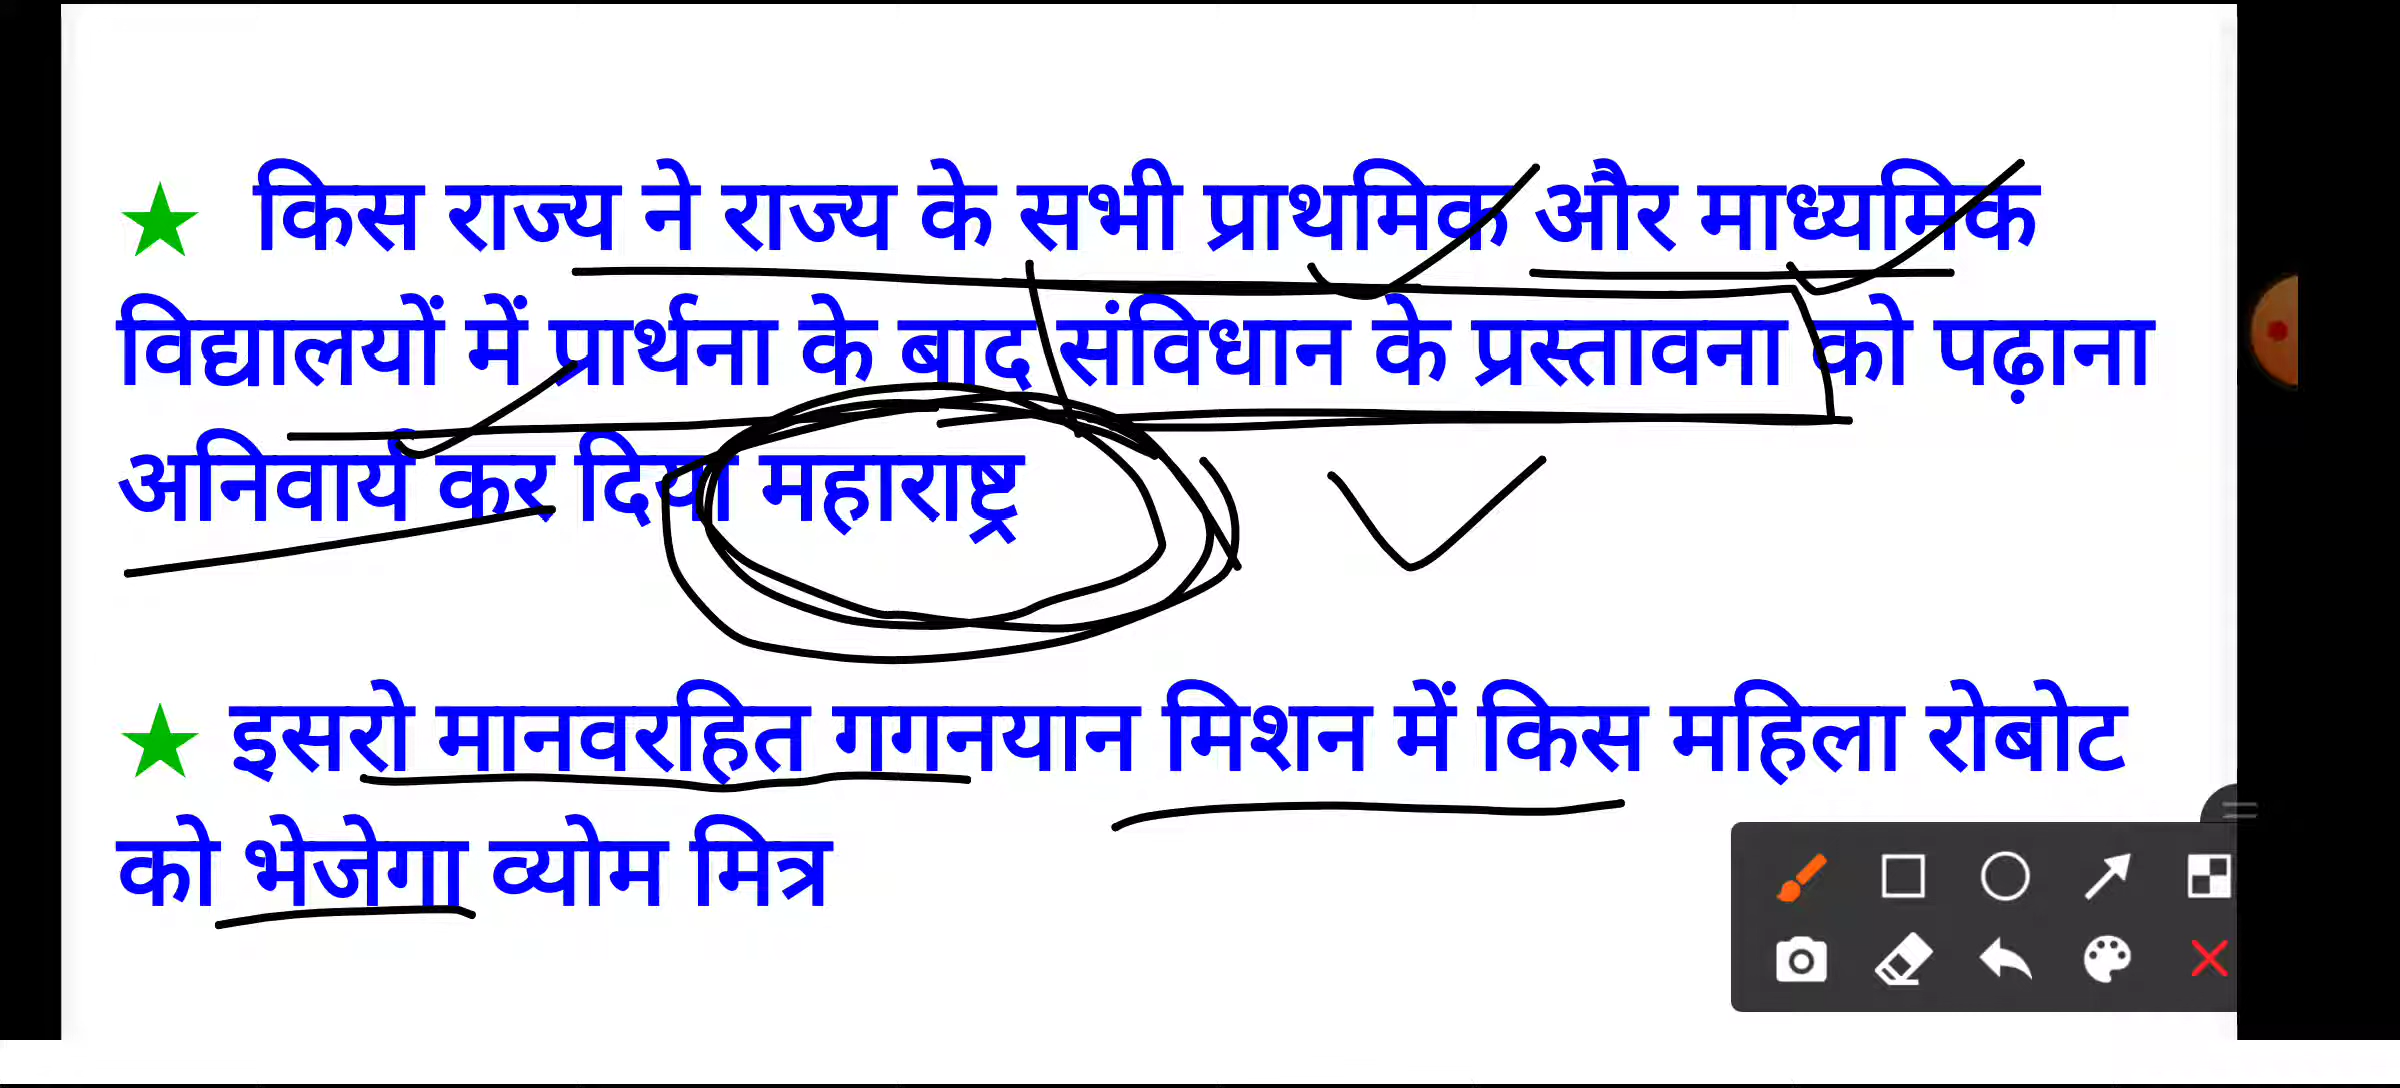 ★ किस राज्य ने राज्य के सभी प्राथमिक और माध्यमिक
विद्यालयों में प्रार्थना के बाद संविधान के प्रस्तावना को पढ़ाना
अनिवार्य कर दिया महाराष्ट्र
★ इसरो मानवरहित गगनयान मिशन में किस महिला रोबोट
को भेजेगा व्योम मित्र